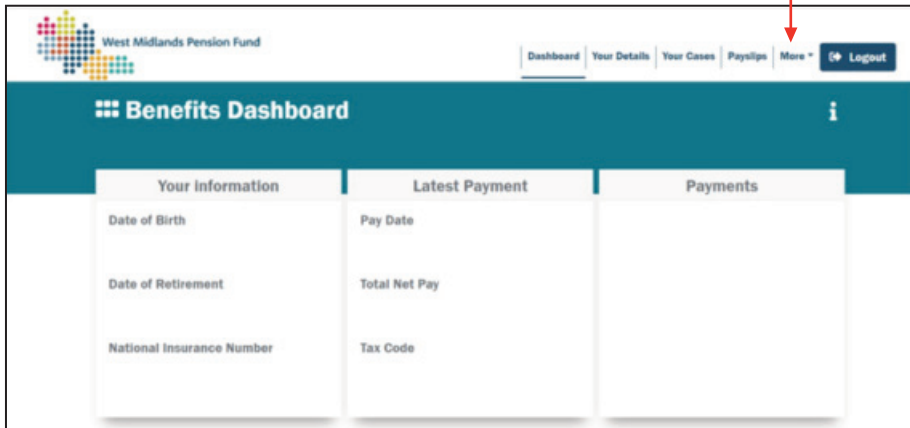 West Midlands Pension Fund
Dashboard Your Details Your Cases Payslips More Logout
Benefits Dashboard
i
Your information Latest Payment Payments
Date of Birth Pay Date
Date of Retirement Total Net Pay
National Insurance Number Tax Code